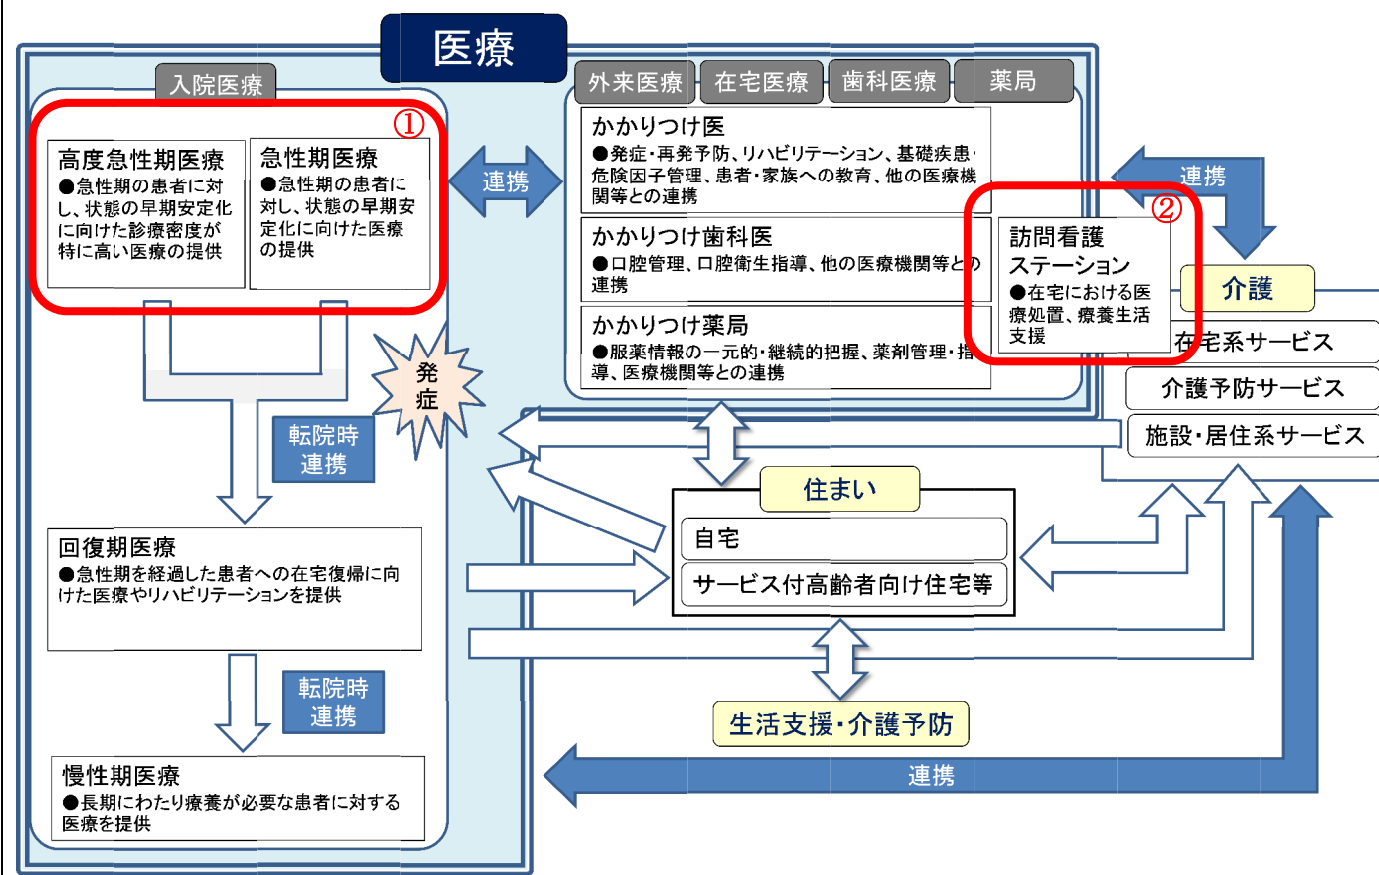 医療
入院医療
①
高度急性期医療
●急性期の患者に対
し、状態の早期安定化
に向けた診療密度が
特に高い医療の提供
急性期医療
●急性期の患者に
対し、状態の早期安
定化に向けた医療
の提供
転院時
連携
回復期医療
●急性期を経過した患者への在宅復帰に向
けた医療やリハビリテーションを提供
転院時
連携
慢性期医療
●長期にわたり療養が必要な患者に対する
医療を提供
発
症
連携
外来医療
在宅医療
歯科医療
薬局
かかりつけ医
●発症・再発予防、リハビリテーション、基礎疾患・
危険因子管理、患者・家族への教育、他の医療機
関等との連携
かかりつけ歯科医
●口腔管理、口腔衛生指導、他の医療機関等との
連携
かかりつけ薬局
●服薬情報の一元的・継続的把握、薬剤管理・指
導、医療機関等との連携
②
訪問看護
ステーション
●在宅における医
療処置、療養生活
支援
連携
介護
在宅系サービス
介護予防サービス
施設・居住系サービス
住まい
自宅
サービス付高齢者向け住宅等
生活支援・介護予防
連携